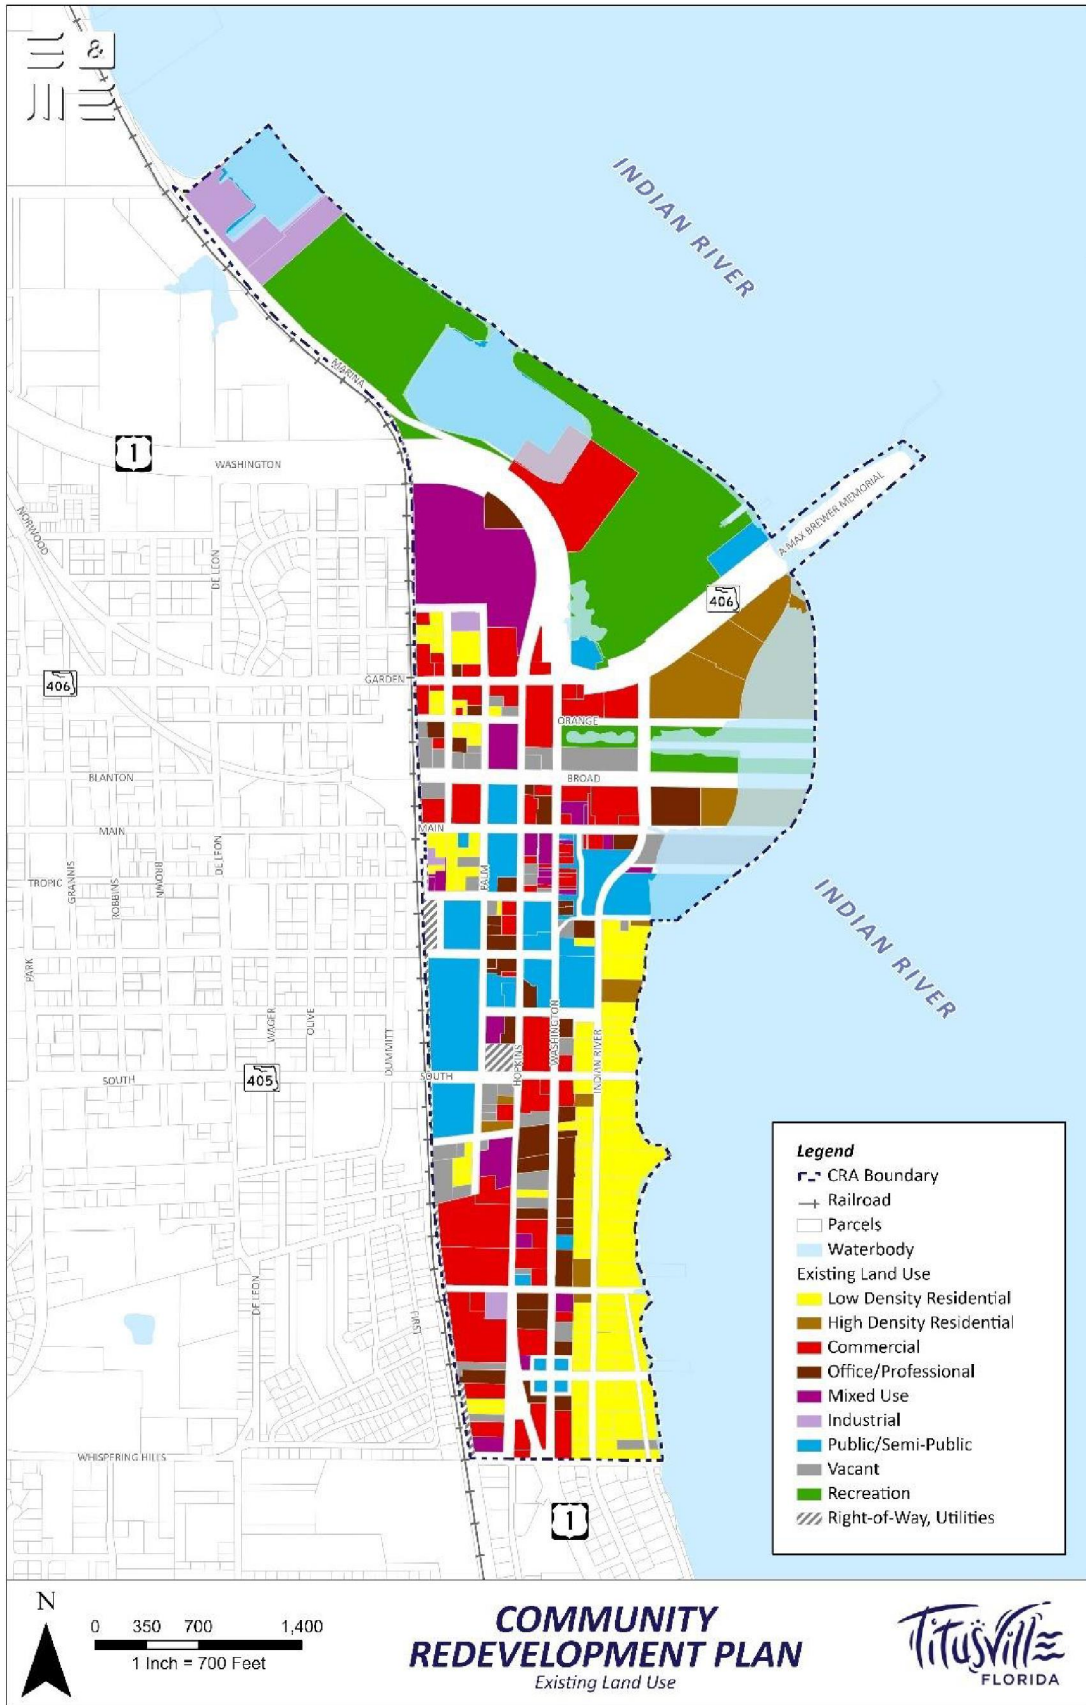 &
INDIAN RIVER
MARINA
1
WASHINGTON
A MAX BREWER MEMORIAL
NORWOOD
DE LEON
406
406
GARDEN
ORANGE
BLANTON
BROAD
MAIN
MAIN
DE LEON
TROPIC
GRANNIS
ROBBINS
BROWN
PALM
INDIAN RIVER
PARK
WAGER
OLIVE
DUMMITT
HOPKINS
WASHINGTON
INDIAN RIVER
SOUTH
405
SOUTH
DE LEON
WHISPERING HILLS
1
Legend
CRA Boundary
Railroad
Parcels
Waterbody
Existing Land Use
Low Density Residential
High Density Residential
Commercial
Office/Professional
Mixed Use
Industrial
Public/Semi-Public
Vacant
Recreation
Right-of-Way, Utilities
N
0 350 700 1,400
1 Inch = 700 Feet
COMMUNITY
REDEVELOPMENT PLAN
Existing Land Use
Titusville
FLORIDA